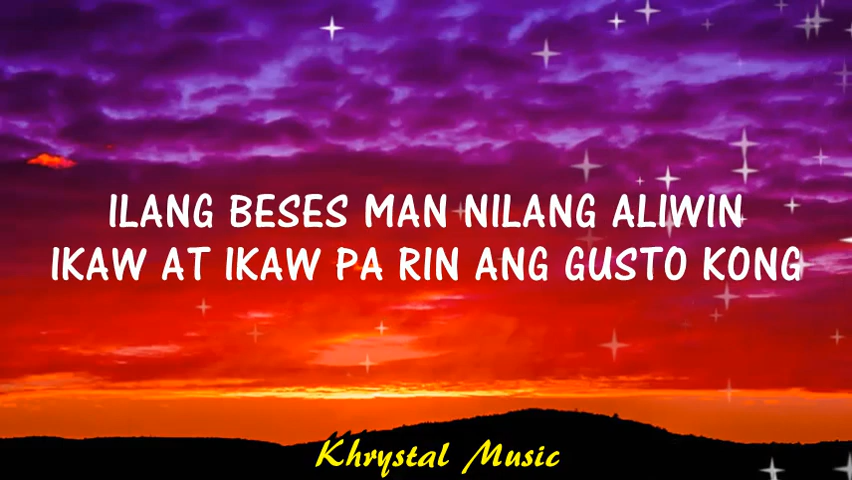 ILANG BESES MAN NILANG ALIWIN
IKAW AT IKAW PA RIN ANG GUSTO KONG
Khrystal Music